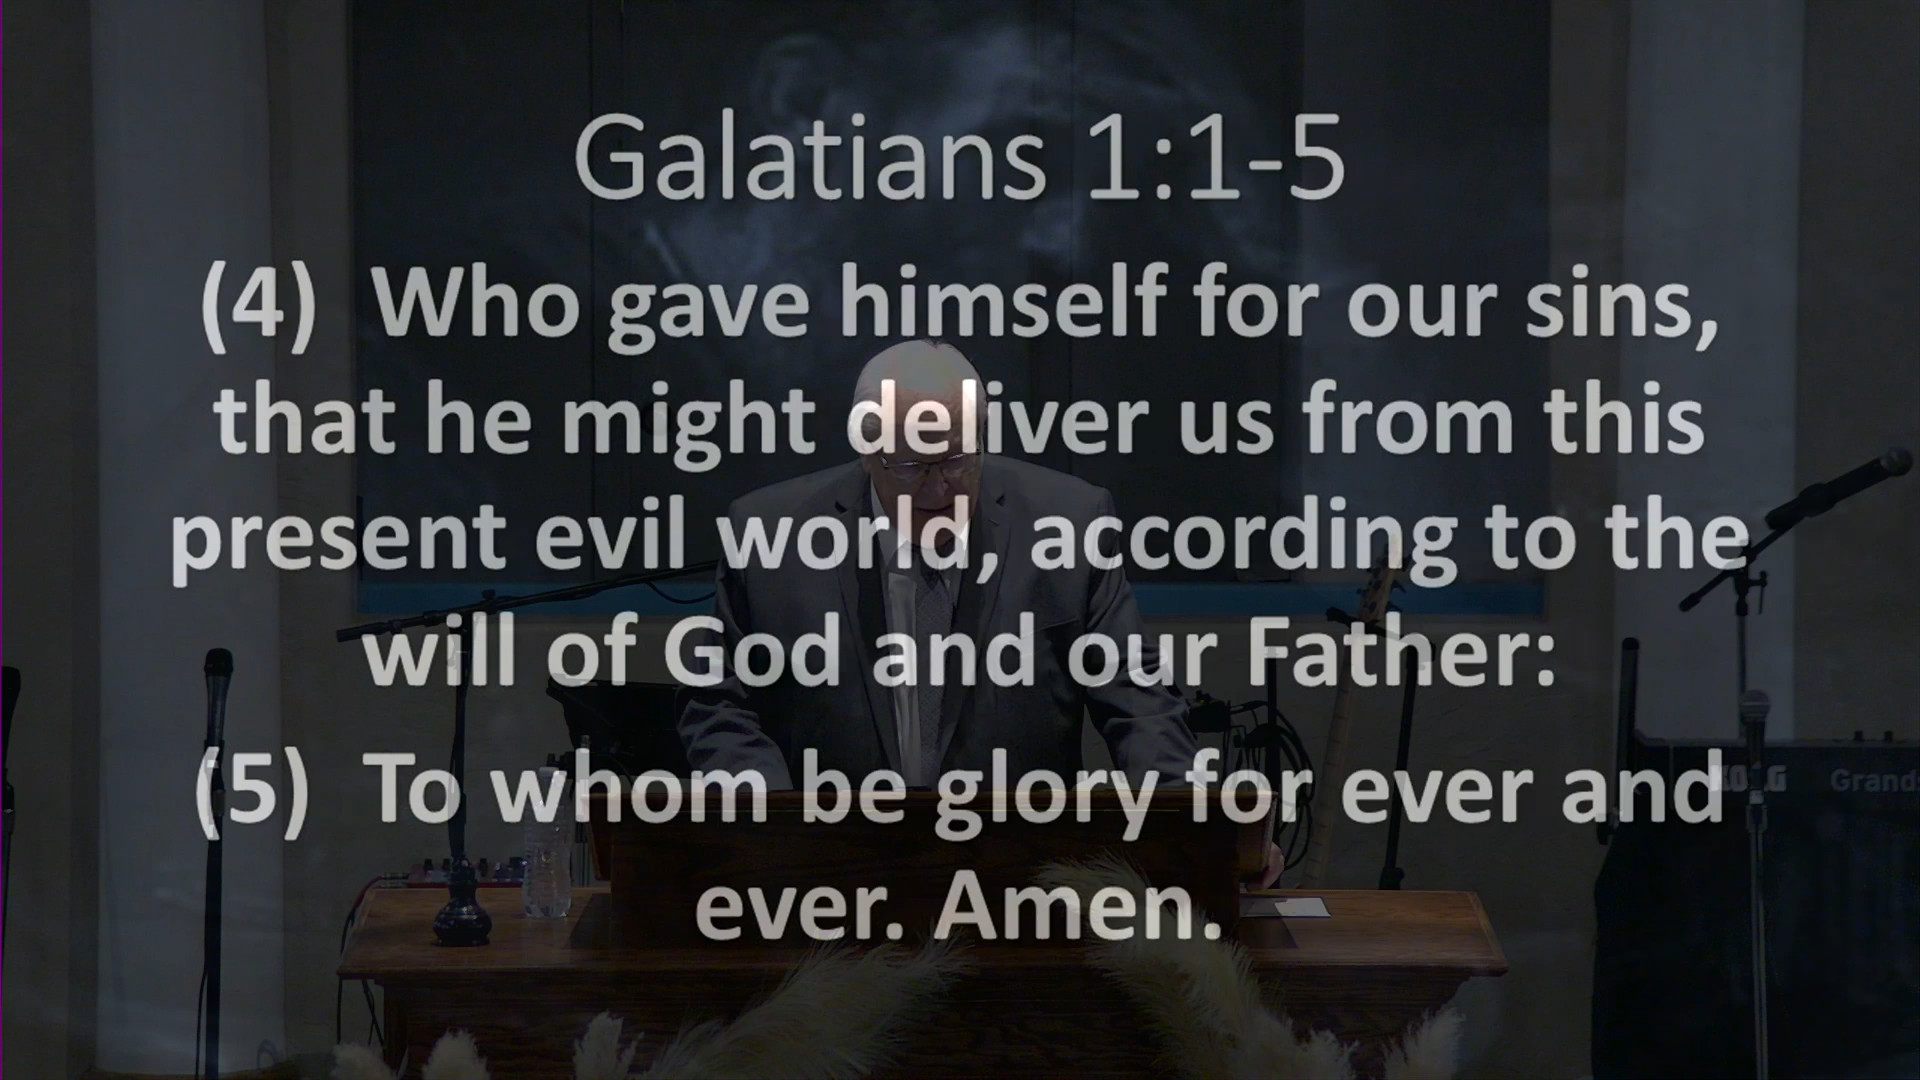 Galatians 1:1-5
(4) Who gave himself for our sins,
that he might deliver us from this
present evil world, according to the
will of God and our Father:
(5) To whom be glory for ever and
ever. Amen.
KORG Grand